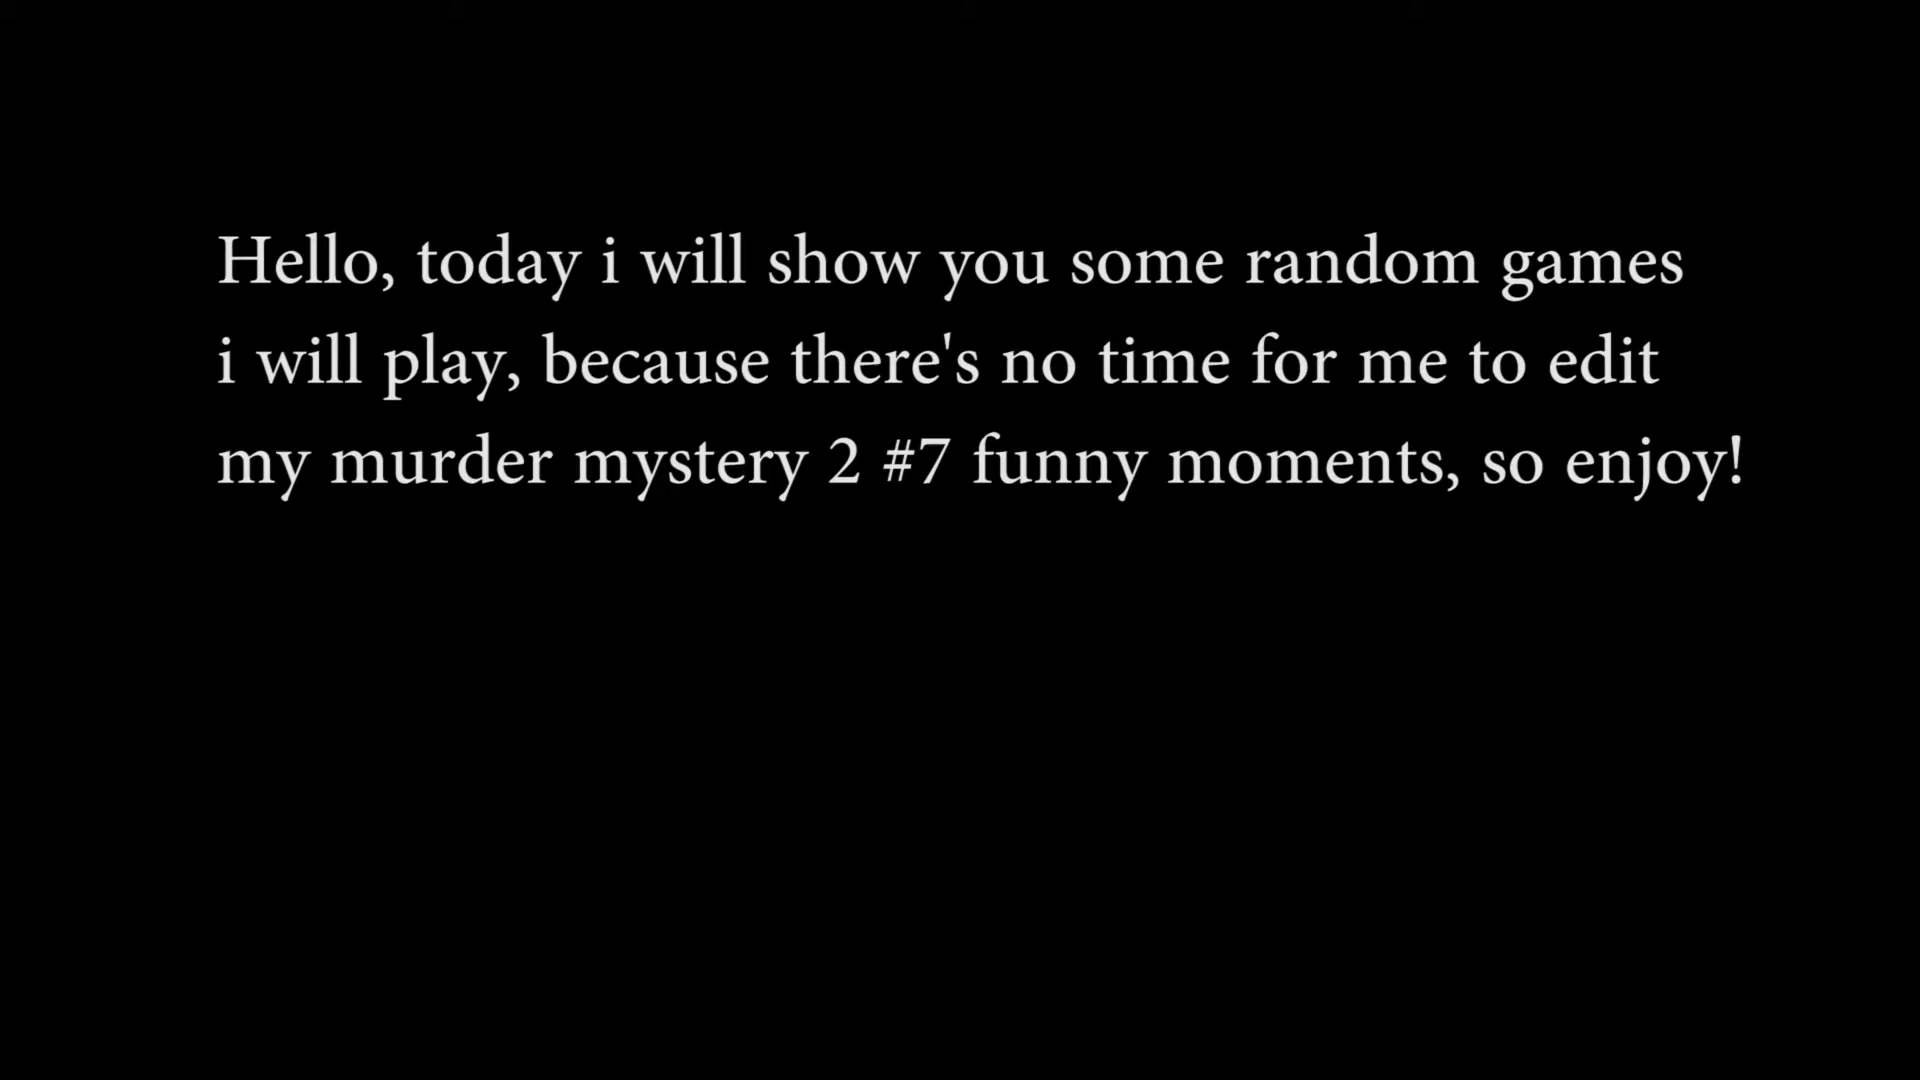 Hello, today i will show you some random games
i will play, because there's no time for me to edit
my murder mystery 2 #7 funny moments, so enjoy!